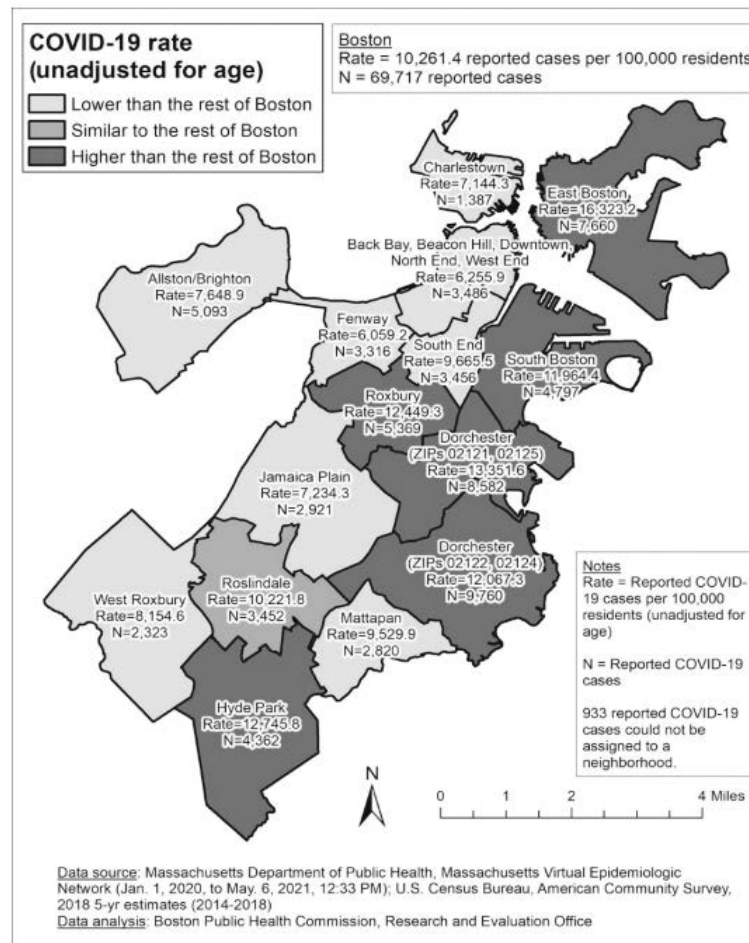 COVID-19 rate
(unadjusted for age)
Lower than the rest of Boston
Similar to the rest of Boston
Higher than the rest of Boston
Boston
Rate = 10,261.4 reported cases per 100,000 residents
N = 69,717 reported cases
Charlestown
Rate=7,144.3
N=1,387
East Boston
Rate=16,323.2
N=7,660
Back Bay, Beacon Hill, Downtown,
North End, West End
Rate=6,255.9
N=3,486
Allston/Brighton
Rate=7,648.9
N=5,093
Fenway
Rate=6,059.2
N=3,316
South End
Rate=9,665.5
N=3,456
South Boston
Rate=11,964.4
N=4,797
Roxbury
Rate=12,449.3
N=5,369
Dorchester
(ZIPs 02121, 02125)
Rate=13,351.6
N=8,582
Jamaica Plain
Rate=7,234.3
N=2,921
Dorchester
(ZIPs 02122, 02124)
Rate=12,067.3
N=9,760
West Roxbury
Rate=8,154.6
N=2,323
Roslindale
Rate=10,221.8
N=3,452
Mattapan
Rate=9,529.9
N=2,820
Hyde Park
Rate=12,745.8
N=4,362
Notes
Rate = Reported COVID-
19 cases per 100,000
residents (unadjusted for
age)
N = Reported COVID-19
cases
933 reported COVID-19
cases could not be
assigned to a
neighborhood.
N
0 1 2 4 Miles
Data source: Massachusetts Department of Public Health, Massachusetts Virtual Epidemiologic
Network (Jan. 1, 2020, to May. 6, 2021, 12:33 PM); U.S. Census Bureau, American Community Survey,
2018 5-yr estimates (2014-2018)
Data analysis: Boston Public Health Commission, Research and Evaluation Office